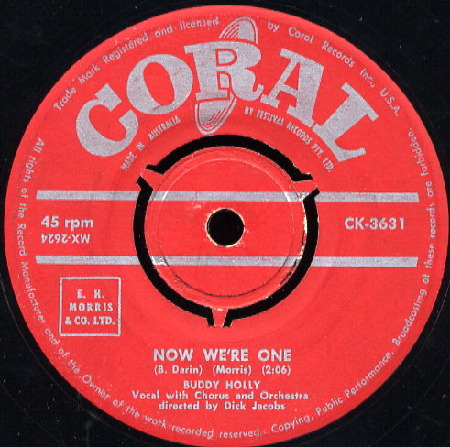 Trade Mark Registered and licensed by Coral Records Inc., U.S.A.
CORAL
MADE IN AUSTRALIA BY FESTIVAL RECORDS PTY. LTD.
45 rpm
MX-2624
CK-3631
E. H.
MORRIS
& CO. LTD.
NOW WE'RE ONE
(B. Darin) (Morris) (2:06)
BUDDY HOLLY
Vocal with Chorus and Orchestra
directed by Dick Jacobs
All rights of the Record Manufacturer and of the Owner of the work recorded reserved. Copying, Public Performance, Broadcasting of these records are forbidden.